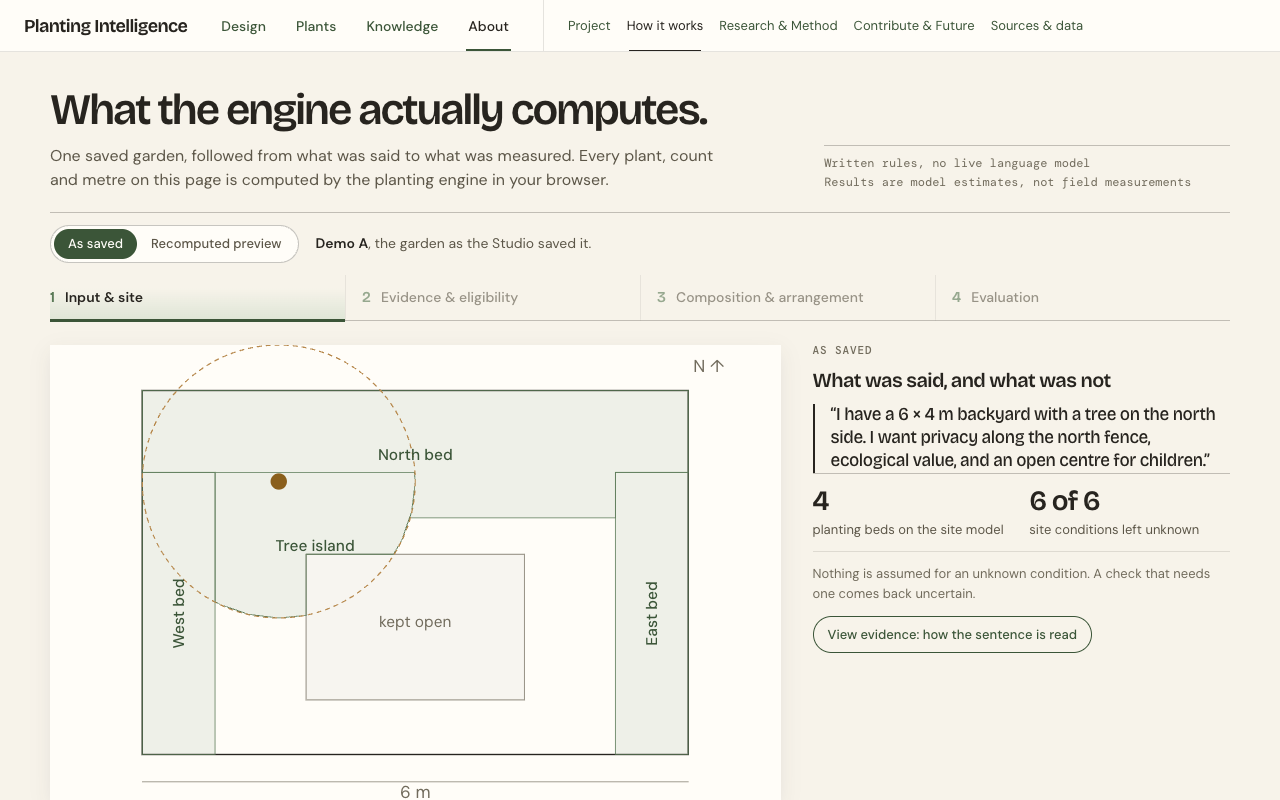 Planting Intelligence
Design
Plants
Knowledge
About
Project
How it works
Research & Method
Contribute & Future
Sources & data
What the engine actually computes.
One saved garden, followed from what was said to what was measured. Every plant, count
and metre on this page is computed by the planting engine in your browser.
Written rules, no live language model
Results are model estimates, not field measurements
As saved
Recomputed preview
Demo A, the garden as the Studio saved it.
1 Input & site
2 Evidence & eligibility
3 Composition & arrangement
4 Evaluation
N ↑
North bed
Tree island
West bed
kept open
East bed
6 m
AS SAVED
What was said, and what was not
“I have a 6 × 4 m backyard with a tree on the north
side. I want privacy along the north fence,
ecological value, and an open centre for children.”
4
planting beds on the site model
6 of 6
site conditions left unknown
Nothing is assumed for an unknown condition. A check that needs
one comes back uncertain.
View evidence: how the sentence is read